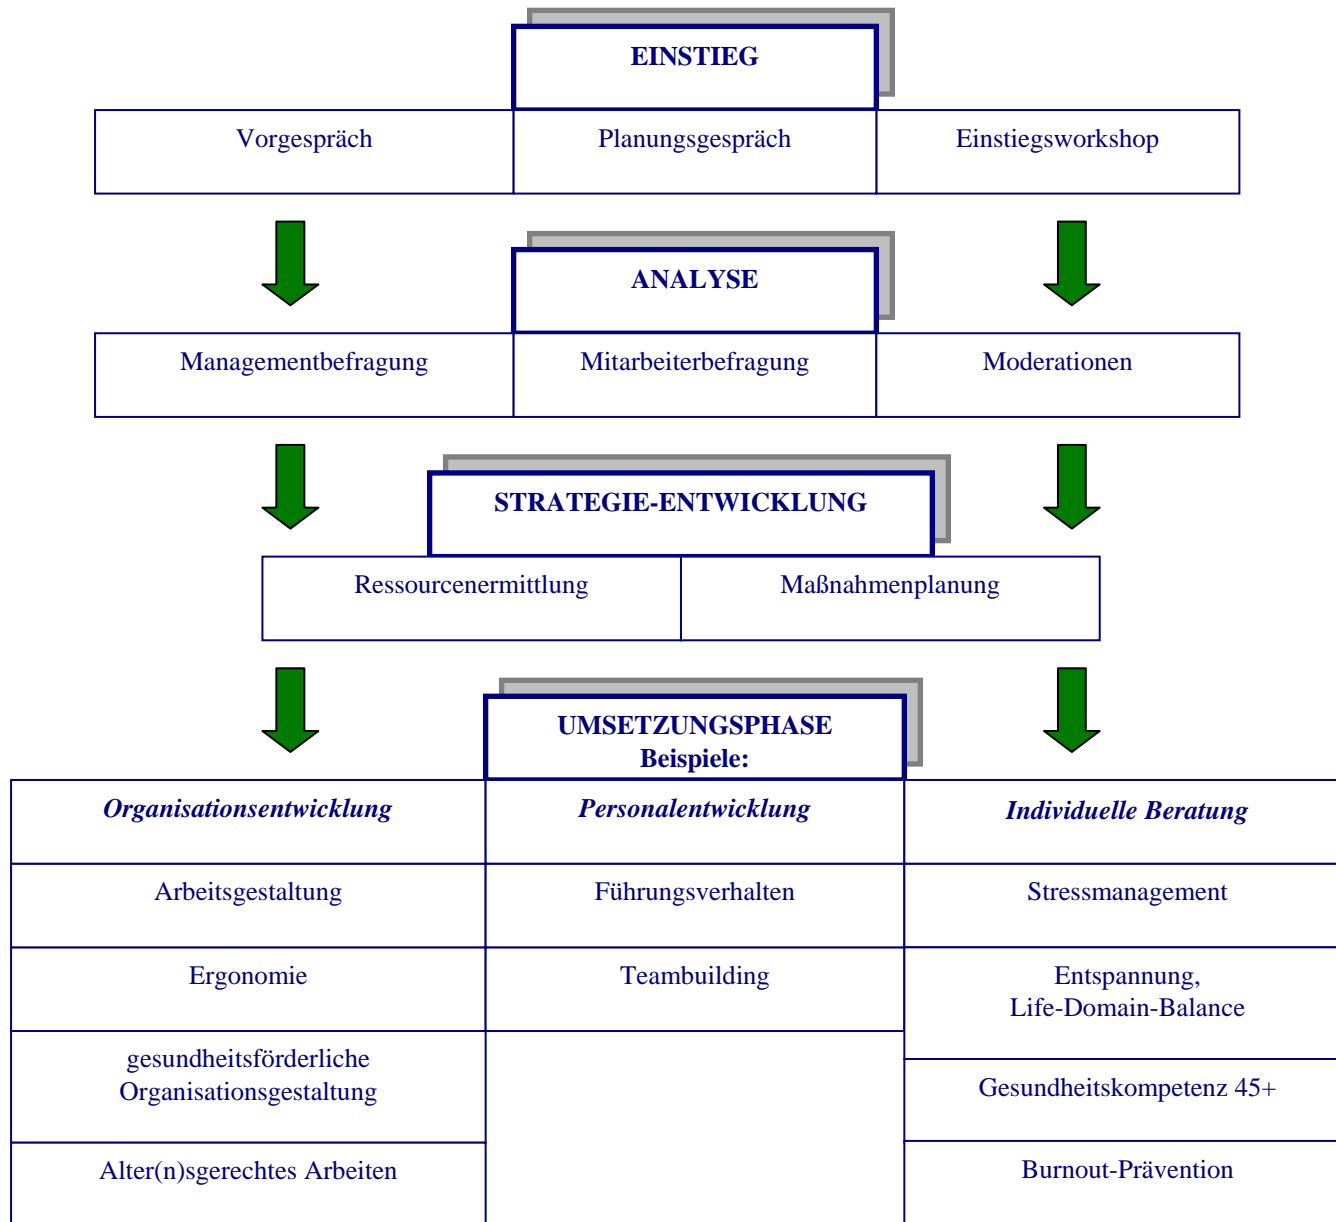 EINSTIEG
Vorgespräch
Planungsgespräch
Einstiegsworkshop
ANALYSE
Managementbefragung
Mitarbeiterbefragung
Moderationen
STRATEGIE-ENTWICKLUNG
Ressourcenermittlung
Maßnahmenplanung
UMSETZUNGSPHASE
Beispiele:
Organisationsentwicklung
Personalentwicklung
Individuelle Beratung
Arbeitsgestaltung
Führungsverhalten
Stressmanagement
Ergonomie
Teambuilding
Entspannung,
Life-Domain-Balance
gesundheitsförderliche
Organisationsgestaltung
Gesundheitskompetenz 45+
Alter(n)sgerechtes Arbeiten
Burnout-Prävention